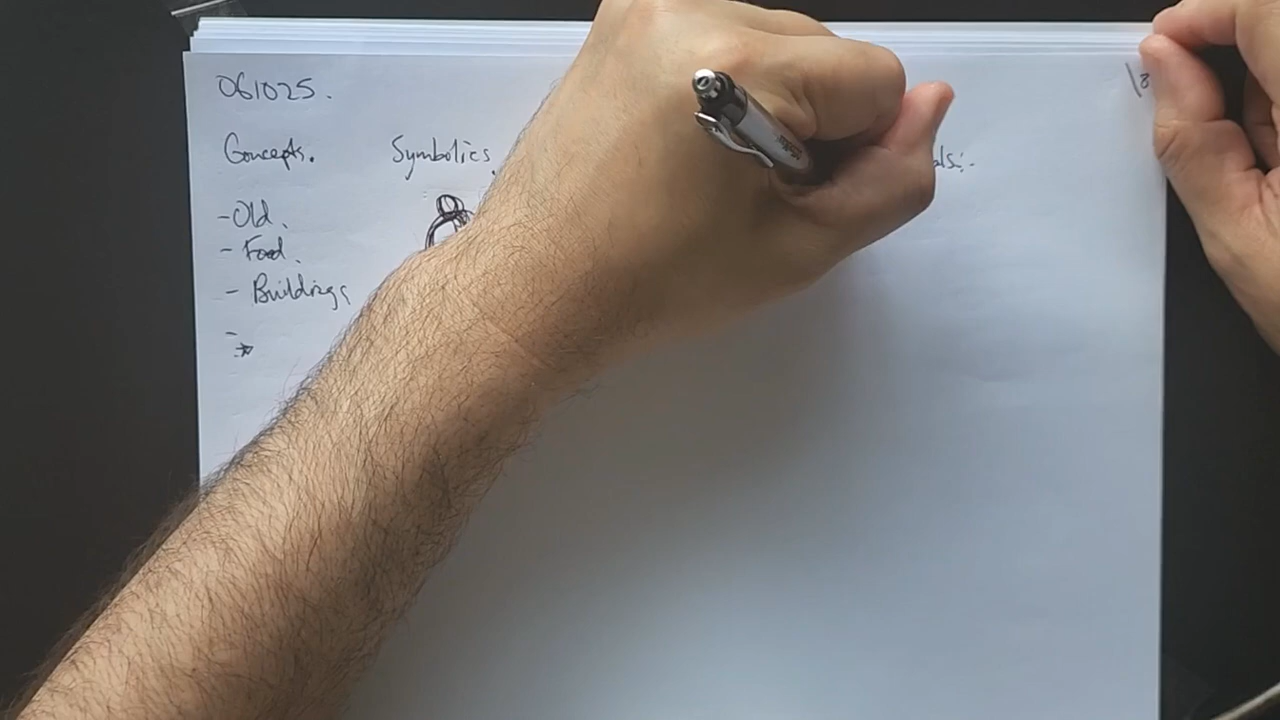 061025.
Concepts. Symbolics.
-Old.
- Food.
- Buildings
-